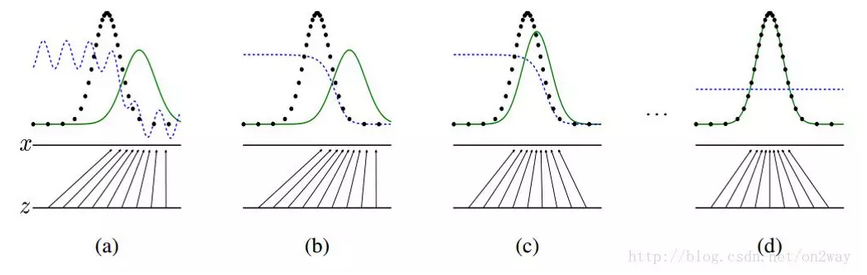 x
...
z
(a) (b) (c) (d)
http://blog.csdn.net/on2way